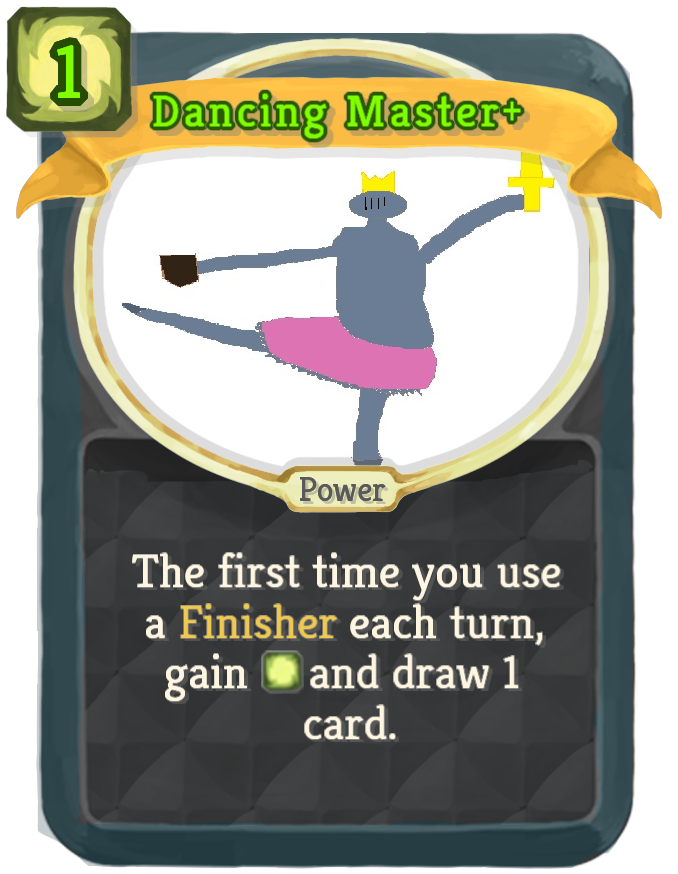 1
Dancing Master+
Power
The first time you use
a Finisher each turn,
gain and draw 1
card.